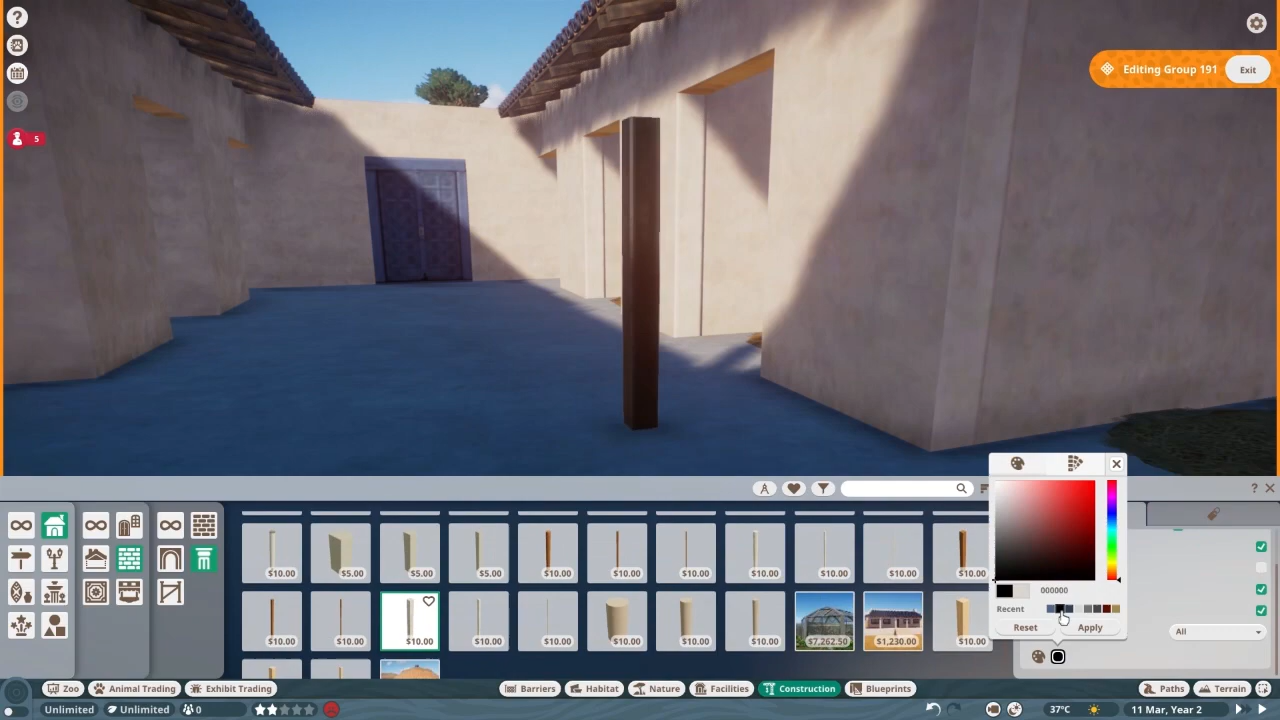 ?
Editing Group 191
Exit
5
? ×
$10.00 $5.00 $5.00 $5.00 $10.00 $10.00 $10.00 $10.00 $10.00 $10.00 $10.00
000000
Recent
$10.00 $10.00 $10.00 $10.00 $10.00 $10.00 $10.00 $10.00 $7,262.50 $1,230.00 $10.00
Reset Apply
All
Zoo Animal Trading Exhibit Trading Barriers Habitat Nature Facilities Construction Blueprints Paths Terrain
Unlimited Unlimited 0 37°C 11 Mar, Year 2